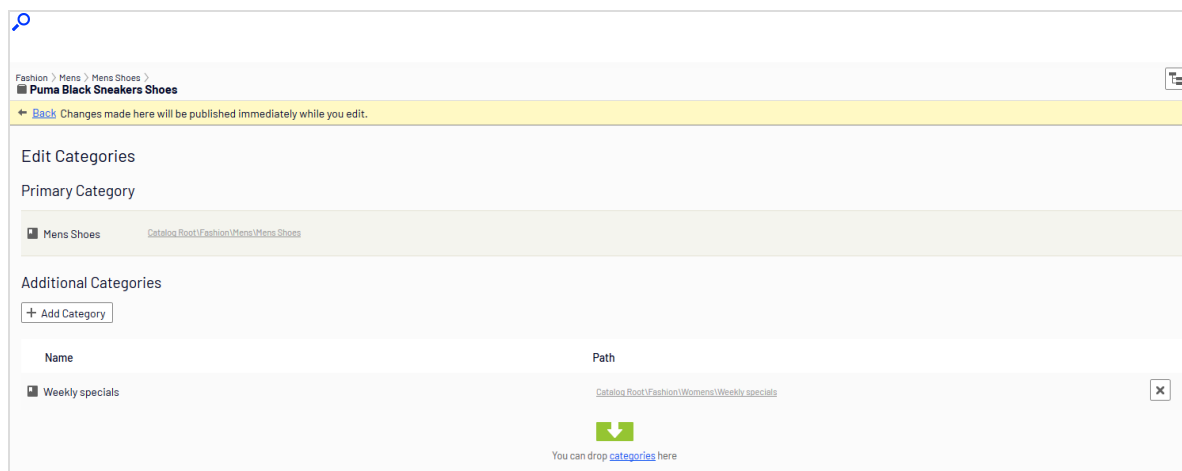 Fashion > Mens > Mens Shoes >
Puma Black Sneakers Shoes
Back Changes made here will be published immediately while you edit.
Edit Categories
Primary Category
Mens Shoes Catalog Root\Fashion\Mens\Mens Shoes
Additional Categories
+ Add Category
Name Path
Weekly specials Catalog Root\Fashion\Womens\Weekly specials
You can drop categories here